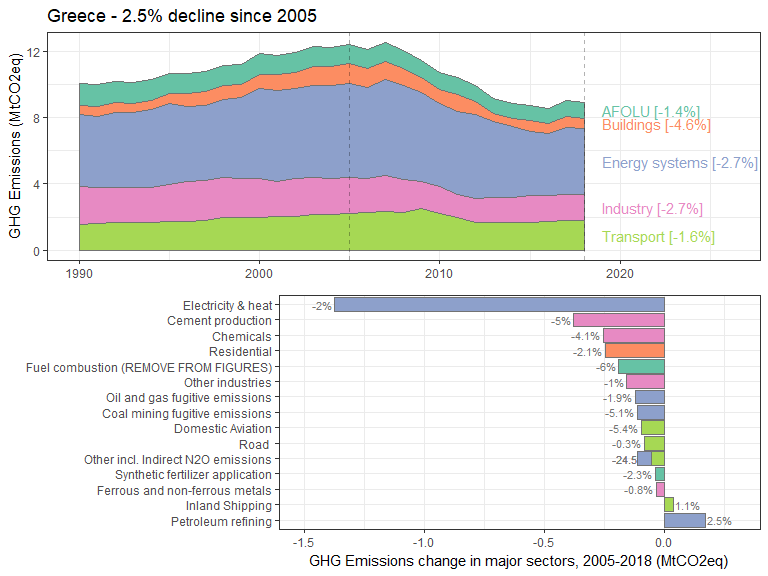 Greece - 2.5% decline since 2005
GHG Emissions (MtCO2eq)
12
8
4
0
AFOLU [-1.4%]
Buildings [-4.6%]
Energy systems [-2.7%]
Industry [-2.7%]
Transport [-1.6%]
1990 2000 2010 2020
Electricity & heat -2%
Cement production -5%
Chemicals -4.1%
Residential -2.1%
Fuel combustion (REMOVE FROM FIGURES) -6%
Other industries -1%
Oil and gas fugitive emissions -1.9%
Coal mining fugitive emissions -5.1%
Domestic Aviation -5.4%
Road -0.3%
Other incl. Indirect N2O emissions -24.5
Synthetic fertilizer application -2.3%
Ferrous and non-ferrous metals -0.8%
Inland Shipping 1.1%
Petroleum refining 2.5%
-1.5 -1.0 -0.5 0.0
GHG Emissions change in major sectors, 2005-2018 (MtCO2eq)